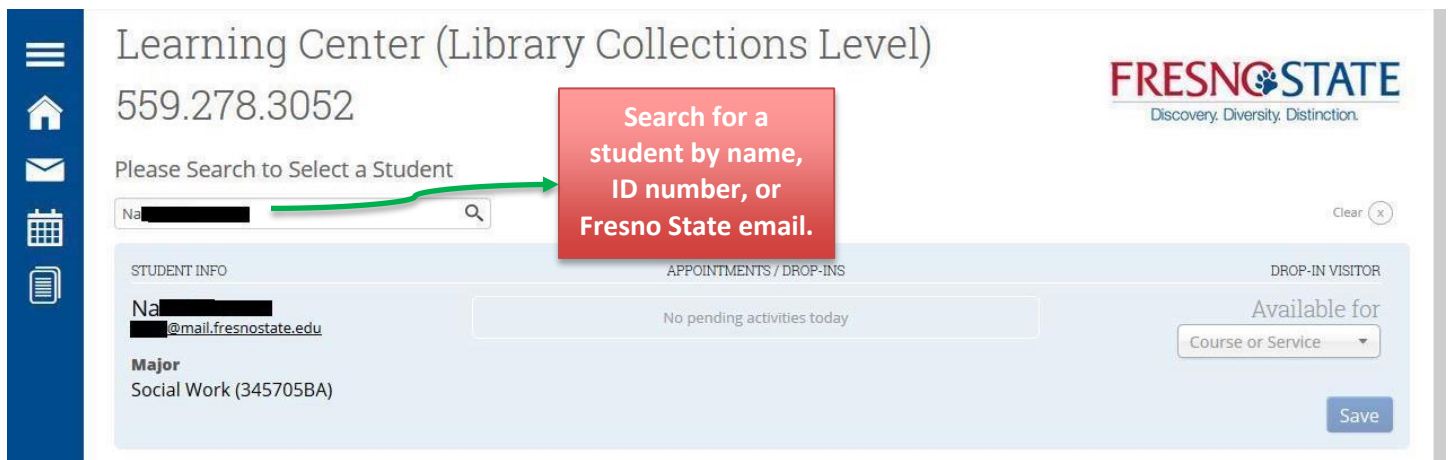 Learning Center (Library Collections Level)
559.278.3052
FRESNO STATE
Discovery. Diversity. Distinction.
Please Search to Select a Student
Na
Search for a
student by name,
ID number, or
Fresno State email.
Clear x
STUDENT INFO
APPOINTMENTS / DROP-INS
DROP-IN VISITOR
Na
@mail.fresnostate.edu
No pending activities today
Available for
Course or Service
Major
Social Work (345705BA)
Save